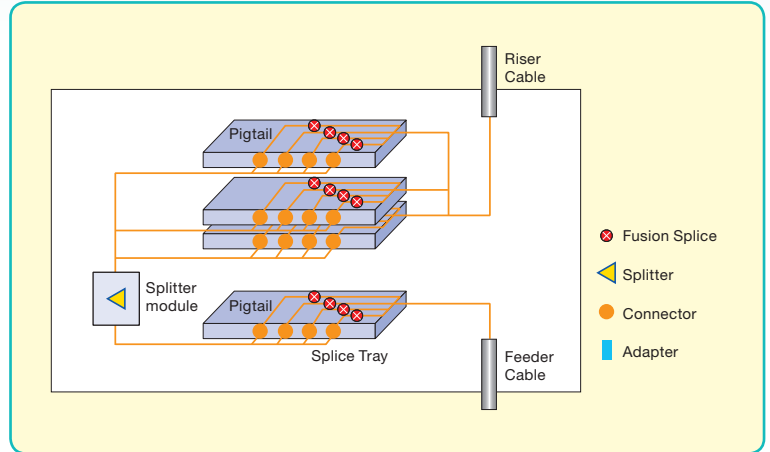 Riser
Cable
Pigtail
Fusion Splice
Splitter
Splitter
module
Pigtail
Connector
Splice Tray
Feeder
Cable
Adapter